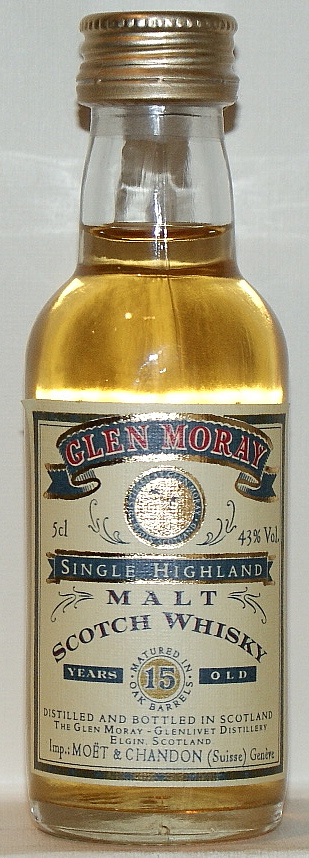 GLEN MORAY
5cl
43% Vol.
SINGLE HIGHLAND
MALT
SCOTCH WHISKY
YEARS
MATURED IN
15
OAK BARRELS
OLD
DISTILLED AND BOTTLED IN SCOTLAND
THE GLEN MORAY - GLENLIVET DISTILLERY
ELGIN, SCOTLAND
Imp.: MOËT & CHANDON (Suisse) Genève